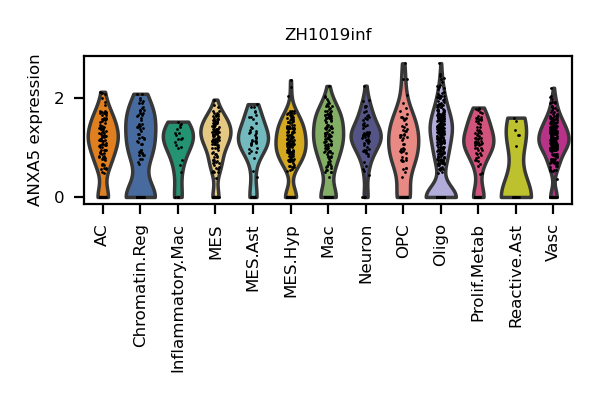 ZH1019inf
ANXA5 expression
2
0
AC
Chromatin.Reg
Inflammatory.Mac
MES
MES.Ast
MES.Hyp
Mac
Neuron
OPC
Oligo
Prolif.Metab
Reactive.Ast
Vasc